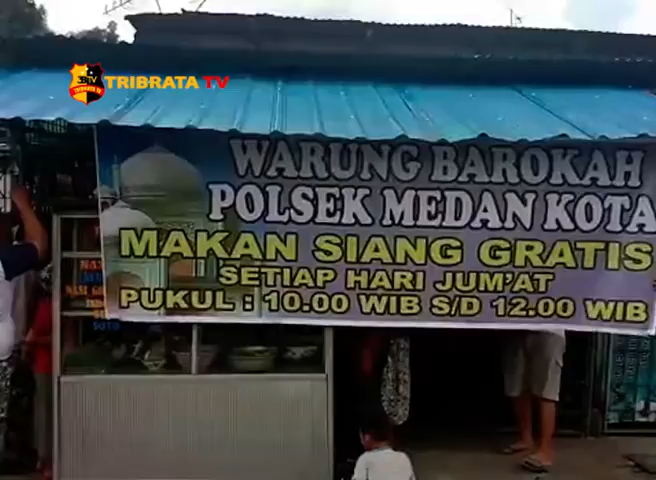 TRIBRATA TV
WARUNG BAROKAH
POLSEK MEDAN KOTA
MAKAN SIANG GRATIS
SETIAP HARI JUM'AT
PUKUL : 10.00 WIB S/D 12.00 WIB